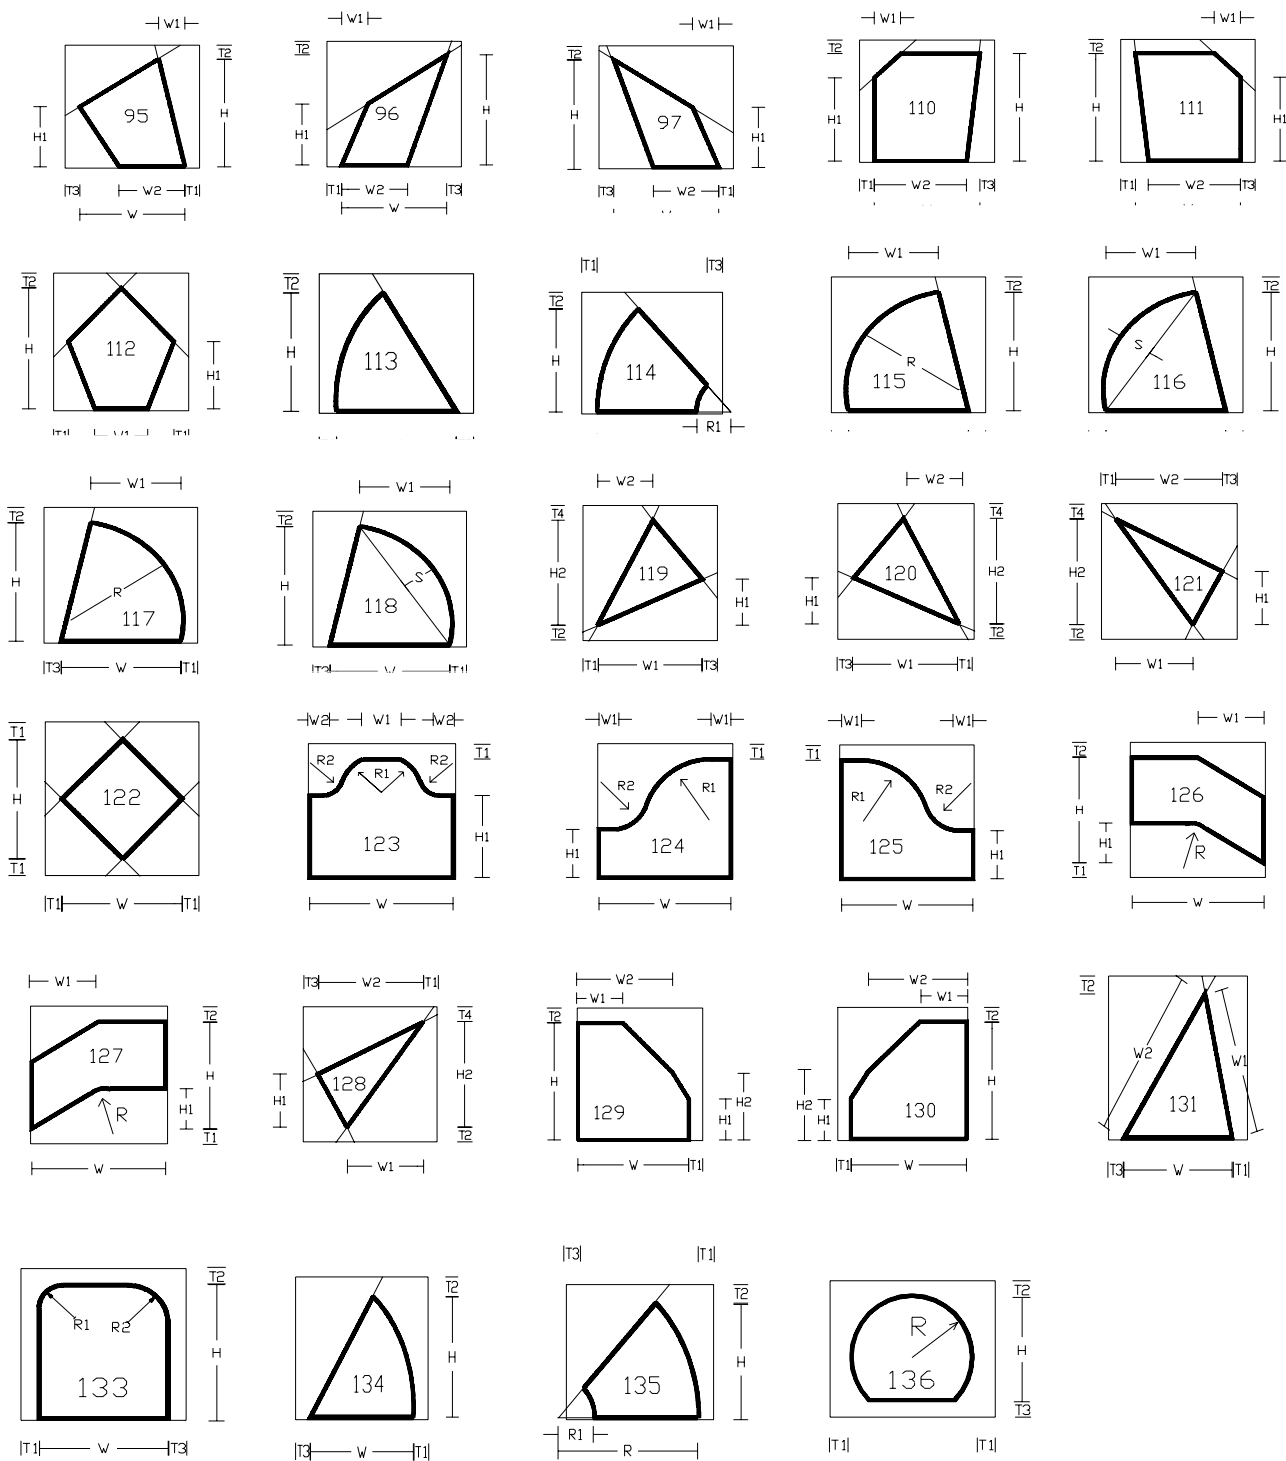 W1 W1 W1 W1 W1
T2 T2 T2 T2 T2
95 H H1 96 H H1 97 H H1 110 H H1 111 H H1
T3 W2 T1 T1 W2 T3 T3 W2 T1 T1 W2 T3 T1 W2 T3
W W
T1 T3 W1 W1
T2 T2 T2 T2 T2
112 H H1 113 H 114 H 115 R H 116 S H
T1 W1 T1 R1
W1 W1 W2 W2 T1 W2 T3
T2 T2 T4 T4 T4
117 R H 118 S H 119 H2 H1 120 H1 H2 121 H2 H1
T2 T2 T2
T3 W T1 T3 W T1 T1 W1 T3 T3 W1 T1 W1
W2 W1 W2 W1 W1 W1 W1 W1
T1 T1 T1 T1 T2
122 H R2 R1 R2 123 H1 R2 R1 124 H1 R1 R2 125 H1 126 H H1 R
T1 T1
T1 W T1 W W W W
W1 T3 W2 T1 W2 W1 W2 W1 T2
T2 T4 T2 T2
127 H H1 R 128 H2 H1 129 H H1 H2 130 H H2 H1 131 W2 W1
T1 T2
W W1 W T1 T1 W T3 W T1
T3 T1
T2 T2 T2 T2
R1 R2 133 H 134 H 135 H R 136 H
T3
T1 W T3 T3 W T1 R1 R T1 T1